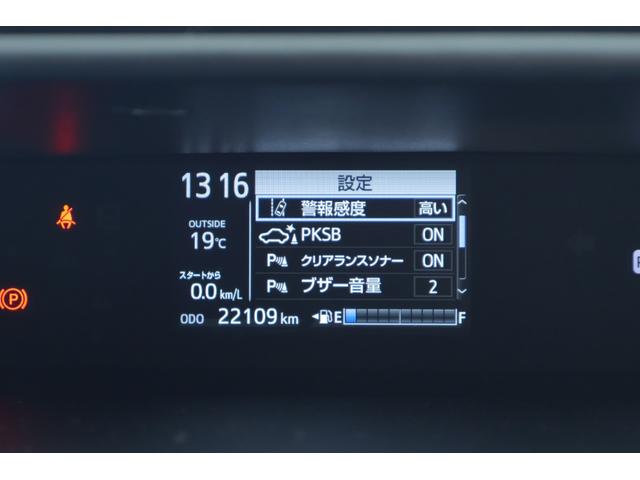 13 16
設定
警報感度 高い
OUTSIDE
19℃
PKSB ON
クリアランスソナー ON
スタートから
0.0 km/L
ブザー音量 2
ODO 22109 km
E F
P